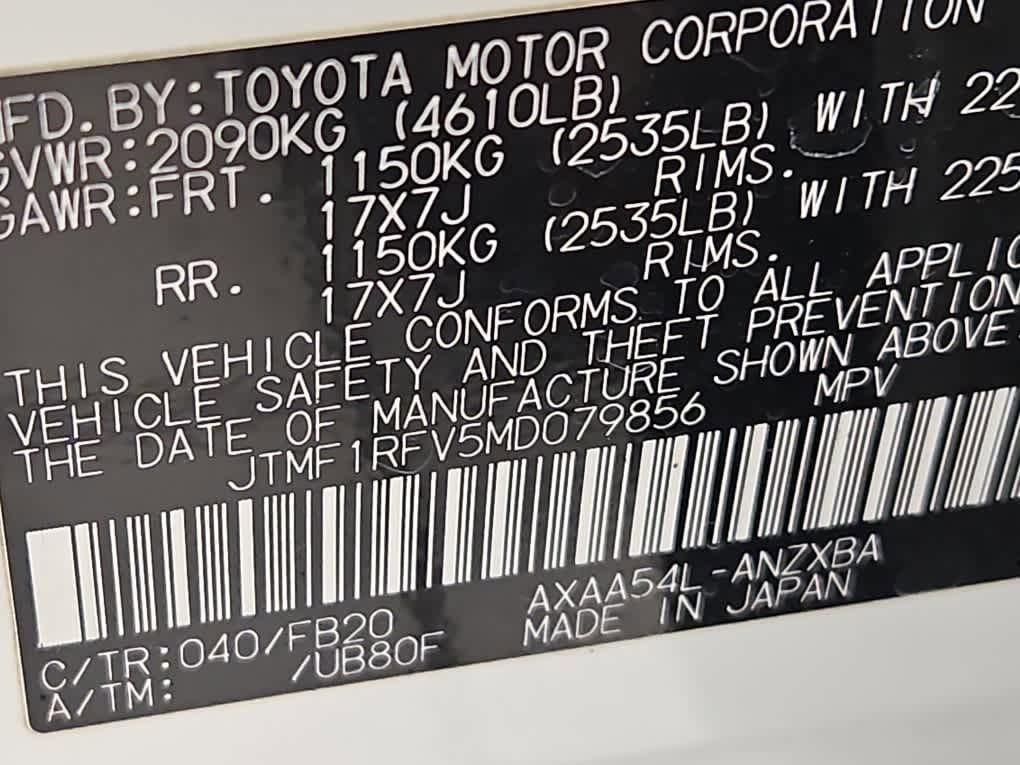 MFD. BY:TOYOTA MOTOR CORPORATION
GVWR:2090KG (4610LB)
GAWR:FRT. 1150KG (2535LB) WITH 22
17X7J RIMS.
RR. 1150KG (2535LB) WITH 225
17X7J RIMS.
THIS VEHICLE CONFORMS TO ALL APPLIC
VEHICLE SAFETY AND THEFT PREVENTION
THE DATE OF MANUFACTURE SHOWN ABOVE.
JTMF1RFV5MD079856 MPV
AXAA54L-ANZXBA
MADE IN JAPAN
C/TR:040/FB20
A/TM: /UB80F